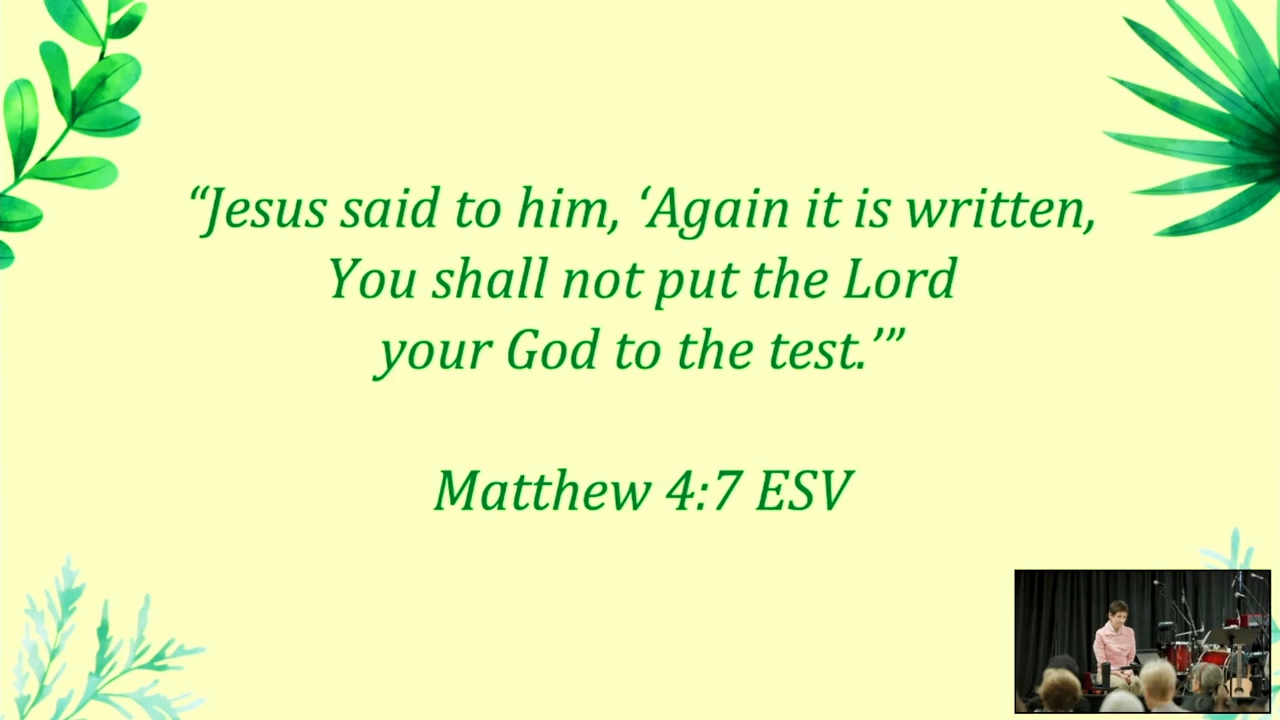 “Jesus said to him, ‘Again it is written,
You shall not put the Lord
your God to the test.’”
Matthew 4:7 ESV